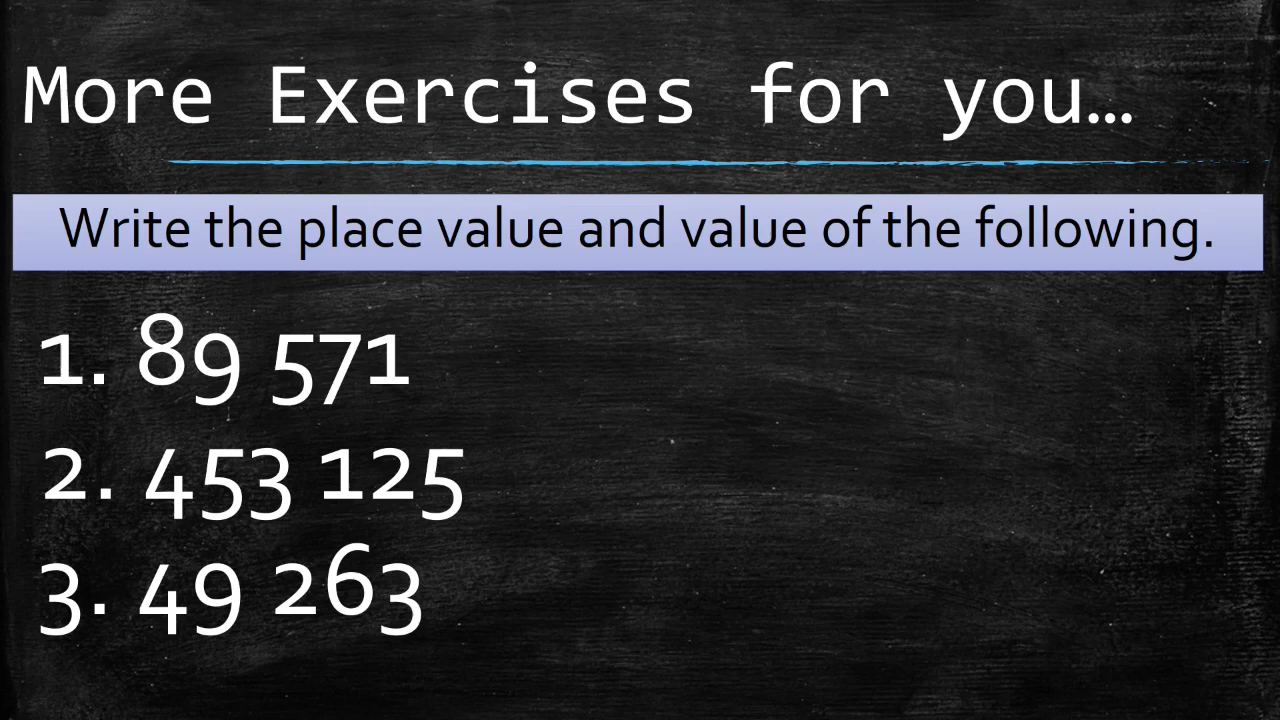 More Exercises for you…
Write the place value and value of the following.
1. 89 571
2. 453 125
3. 49 263